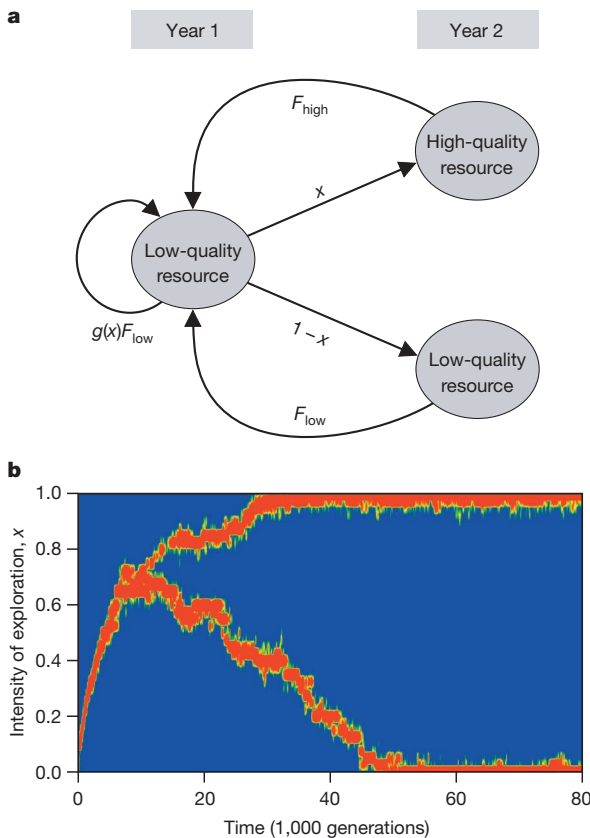 a
Year 1
Year 2
F_high
High-quality
resource
x
Low-quality
resource
g(x)F_low
1 – x
Low-quality
resource
F_low
b
1.0
0.8
0.6
0.4
0.2
0.0
Intensity of exploration, x
0
20
40
60
80
Time (1,000 generations)